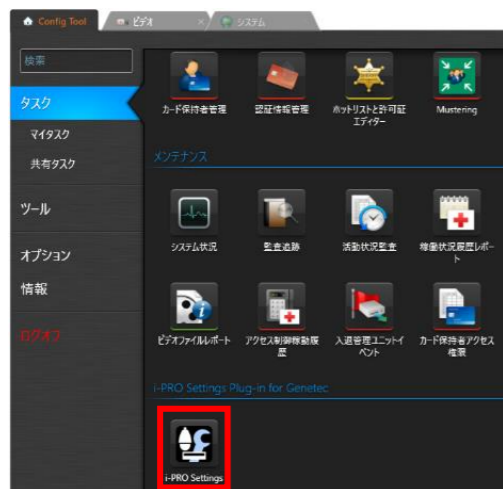 Config Tool
ビデオ
システム
検索
タスク
マイタスク
共有タスク
ツール
オプション
情報
ログオフ
カード保持者管理
認証情報管理
ホットリストと許可証
エディター
Mustering
メンテナンス
システム状況
監査追跡
活動状況監査
稼働状況履歴レポー
ト
ビデオファイルレポート
アクセス制御稼動履
歴
入退管理ユニットイ
ベント
カード保持者アクセス
権限
i-PRO Settings Plug-in for Genetec
i-PRO Settings